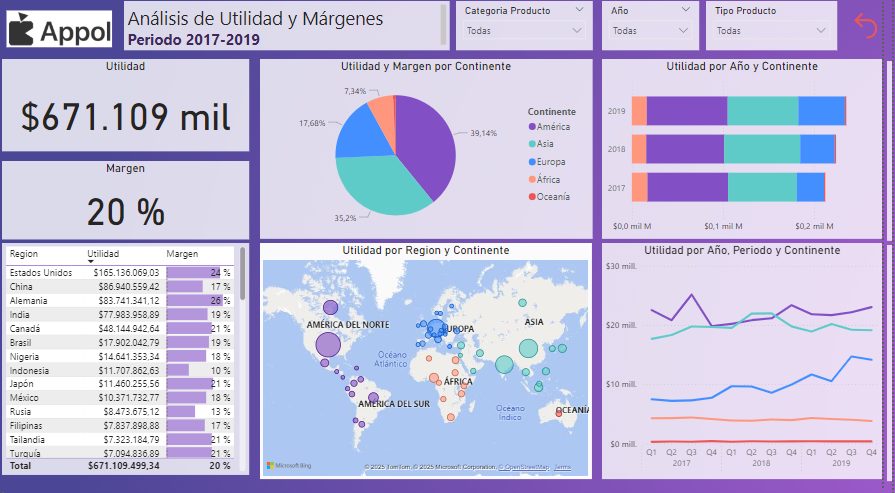 Appol
Análisis de Utilidad y Márgenes
Periodo 2017-2019
Categoria Producto
Todas
Año
Todas
Tipo Producto
Todas
Utilidad
$671.109 mil
Margen
20 %
Region Utilidad Margen
Estados Unidos $165.136.069,03 24 %
China $86.940.559,42 17 %
Alemania $83.741.341,12 26 %
India $77.983.958,89 19 %
Canadá $48.144.942,64 21 %
Brasil $17.902.042,79 19 %
Nigeria $14.641.353,34 18 %
Indonesia $11.707.862,63 10 %
Japón $11.460.255,56 21 %
México $10.371.732,77 18 %
Rusia $8.473.675,12 13 %
Filipinas $7.837.898,88 17 %
Tailandia $7.323.184,79 21 %
Turquía $7.094.836,89 21 %
Total $671.109.499,34 20 %
Utilidad y Margen por Continente
7,34%
17,68%
39,14%
35,2%
Continente
América
Asia
Europa
África
Oceanía
Utilidad por Año y Continente
2019
2018
2017
$0,0 mil M $0,1 mil M $0,2 mil M
Utilidad por Region y Continente
AMÉRICA DEL NORTE
EUROPA
ASIA
Océano
Atlántico
ÁFRICA
AMÉRICA DEL SUR
Océano
Índico
OCEANÍA
Microsoft Bing
© 2025 TomTom, © 2025 Microsoft Corporation, © OpenStreetMap Terms
Utilidad por Año, Periodo y Continente
$30 mill.
$20 mill.
$10 mill.
$0 mill.
Q1 Q2 Q3 Q4 Q1 Q2 Q3 Q4 Q1 Q2 Q3 Q4
2017 2018 2019